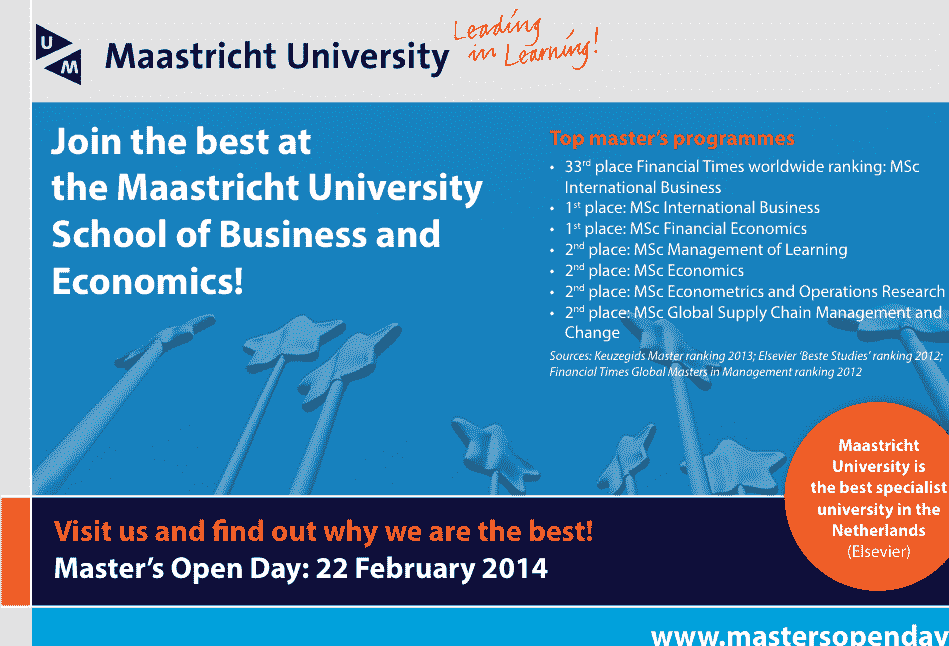 U
M
Maastricht University
Leading
in Learning!
Join the best at
the Maastricht University
School of Business and
Economics!
Top master's programmes
• 33rd place Financial Times worldwide ranking: MSc
International Business
• 1st place: MSc International Business
• 1st place: MSc Financial Economics
• 2nd place: MSc Management of Learning
• 2nd place: MSc Economics
• 2nd place: MSc Econometrics and Operations Research
• 2nd place: MSc Global Supply Chain Management and
Change
Sources: Keuzegids Master ranking 2013; Elsevier 'Beste Studies' ranking 2012;
Financial Times Global Masters in Management ranking 2012
Maastricht
University is
the best specialist
university in the
Netherlands
(Elsevier)
Visit us and find out why we are the best!
Master's Open Day: 22 February 2014
www.mastersopenday